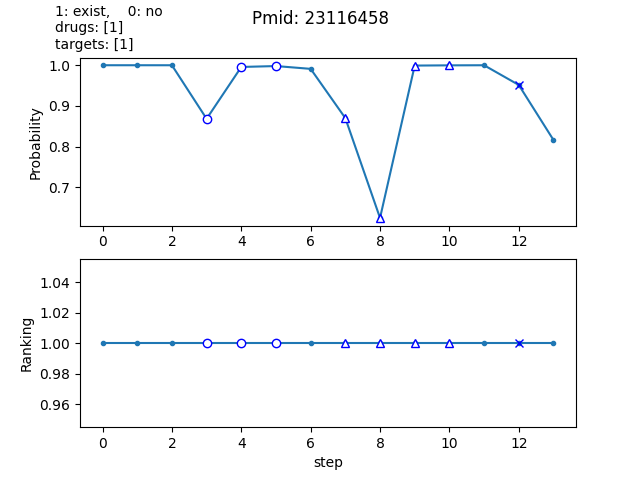 1: exist,    0: no
drugs: [1]
targets: [1]
Pmid: 23116458
1.0
0.9
0.8
0.7
Probability
0 2 4 6 8 10 12
1.04
1.02
1.00
0.98
0.96
Ranking
0 2 4 6 8 10 12
step